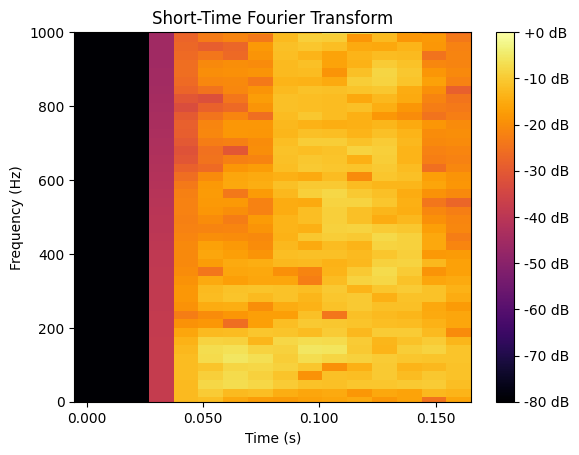 Short-Time Fourier Transform
1000
800
600
400
200
0
Frequency (Hz)
0.000
0.050
0.100
0.150
Time (s)
+0 dB
-10 dB
-20 dB
-30 dB
-40 dB
-50 dB
-60 dB
-70 dB
-80 dB